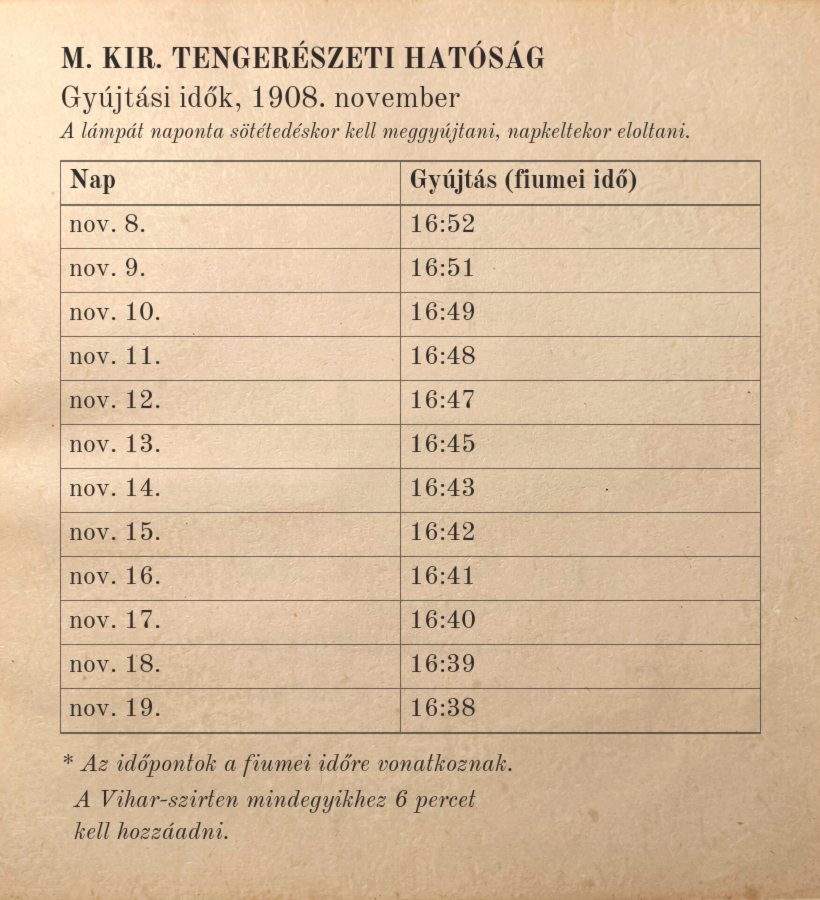 M. KIR. TENGERÉSZETI HATÓSÁG
Gyújtási idők, 1908. november
A lámpát naponta sötétedéskor kell meggyújtani, napkeltekor eloltani.
Nap Gyújtás (fiumei idő)
nov. 8. 16:52
nov. 9. 16:51
nov. 10. 16:49
nov. 11. 16:48
nov. 12. 16:47
nov. 13. 16:45
nov. 14. 16:43
nov. 15. 16:42
nov. 16. 16:41
nov. 17. 16:40
nov. 18. 16:39
nov. 19. 16:38
* Az időpontok a fiumei időre vonatkoznak.
A Vihar-szirten mindegyikhez 6 percet
kell hozzáadni.